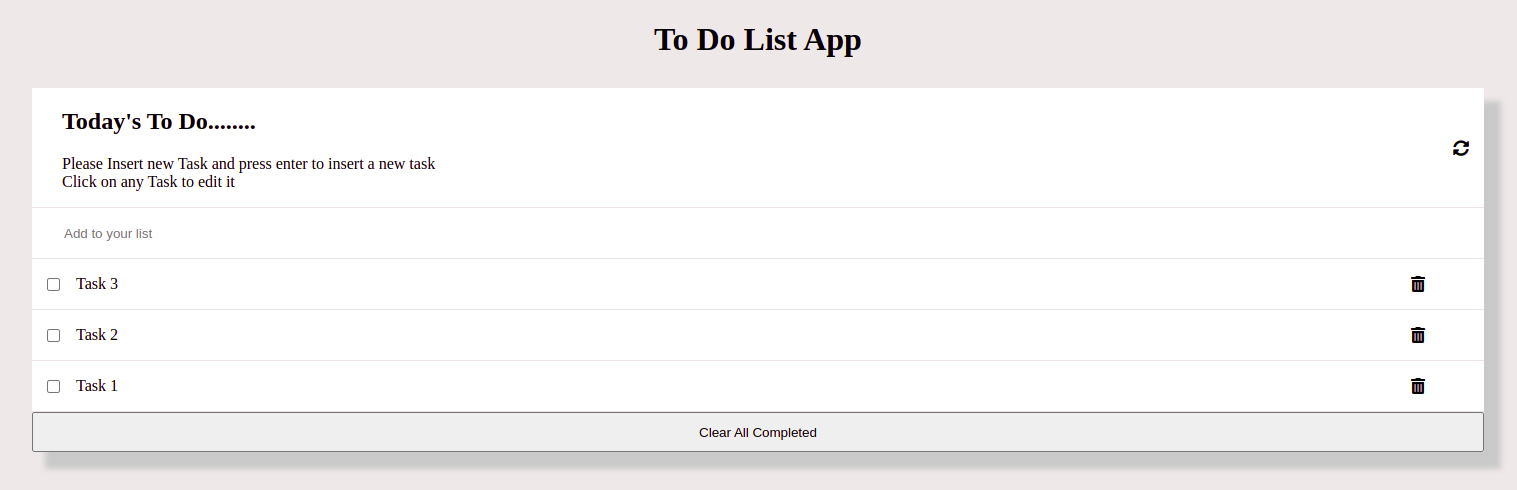 To Do List App
Today's To Do........
Please Insert new Task and press enter to insert a new task
Click on any Task to edit it
Add to your list
Task 3
Task 2
Task 1
Clear All Completed